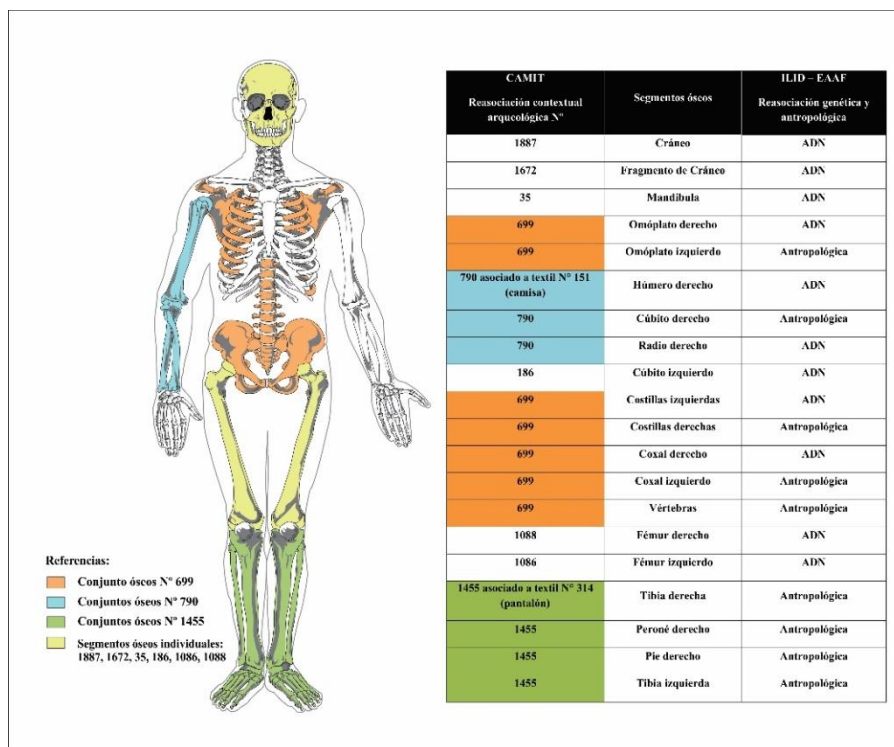 CAMIT
Reasociación contextual
arqueológica Nº
Segmentos óseos
ILID – EAAF
Reasociación genética y
antropológica
1887 Cráneo ADN
1672 Fragmento de Cráneo ADN
35 Mandíbula ADN
699 Omóplato derecho ADN
699 Omóplato izquierdo Antropológica
790 asociado a textil N° 151
(camisa)
Húmero derecho ADN
790 Cúbito derecho Antropológica
790 Radio derecho ADN
186 Cúbito izquierdo ADN
699 Costillas izquierdas ADN
699 Costillas derechas Antropológica
699 Coxal derecho ADN
699 Coxal izquierdo Antropológica
699 Vértebras Antropológica
1088 Fémur derecho ADN
1086 Fémur izquierdo ADN
1455 asociado a textil N° 314
(pantalón)
Tibia derecha Antropológica
1455 Peroné derecho Antropológica
1455 Pie derecho Antropológica
1455 Tibia izquierda Antropológica
Referencias:
Conjunto óscos Nº 699
Conjuntos óseos Nº 790
Conjuntos óseos Nº 1455
Segmentos óseos individuales:
1887, 1672, 35, 186, 1086, 1088